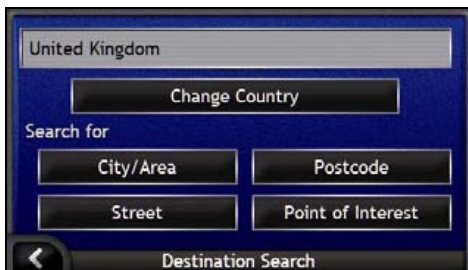 United Kingdom
Change Country
Search for
City/Area Postcode
Street Point of Interest
Destination Search